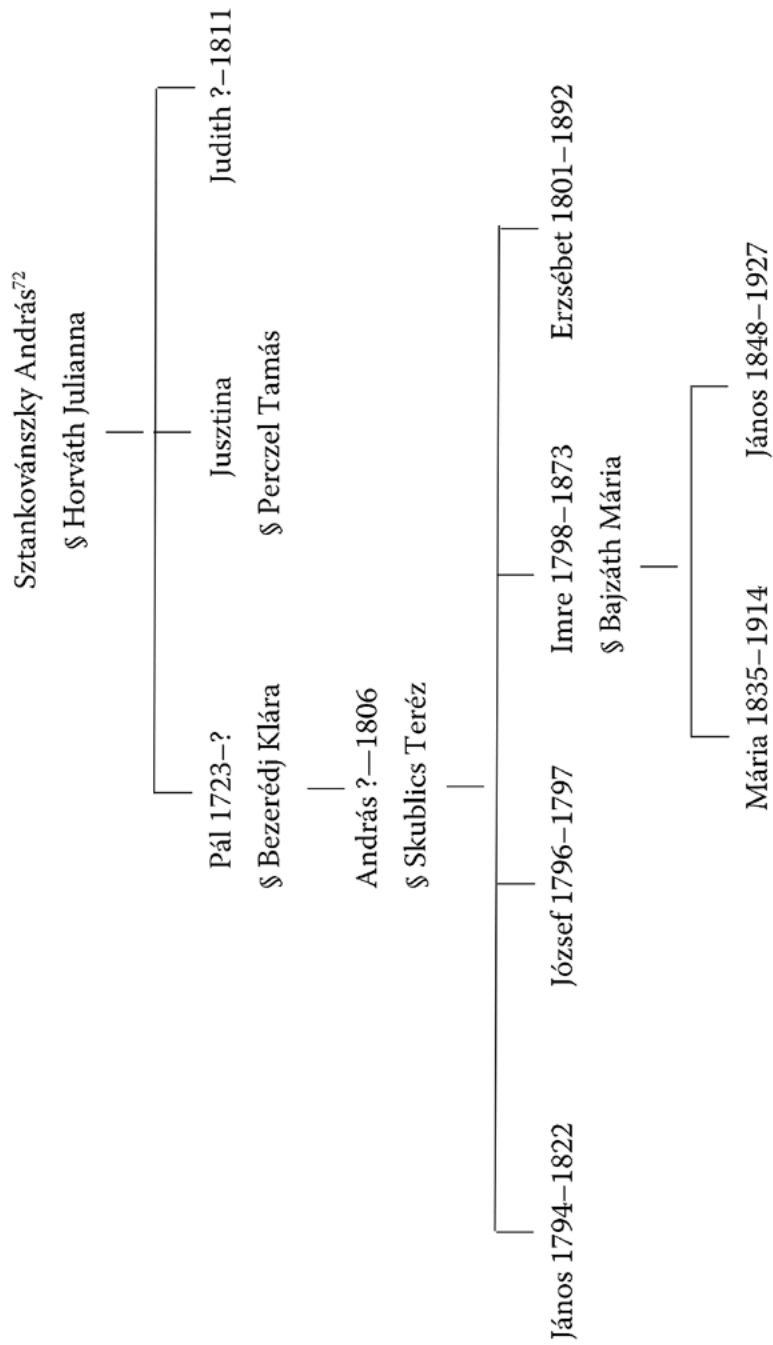 Sztankovánszky András⁷²
§ Horváth Julianna
Pál 1723–?
§ Bezerédj Klára
Jusztina
§ Perczel Tamás
Judith ?–1811
András ?—1806
§ Skublics Teréz
János 1794–1822
József 1796–1797
Imre 1798–1873
§ Bajzáth Mária
Erzsébet 1801–1892
Mária 1835–1914
János 1848–1927